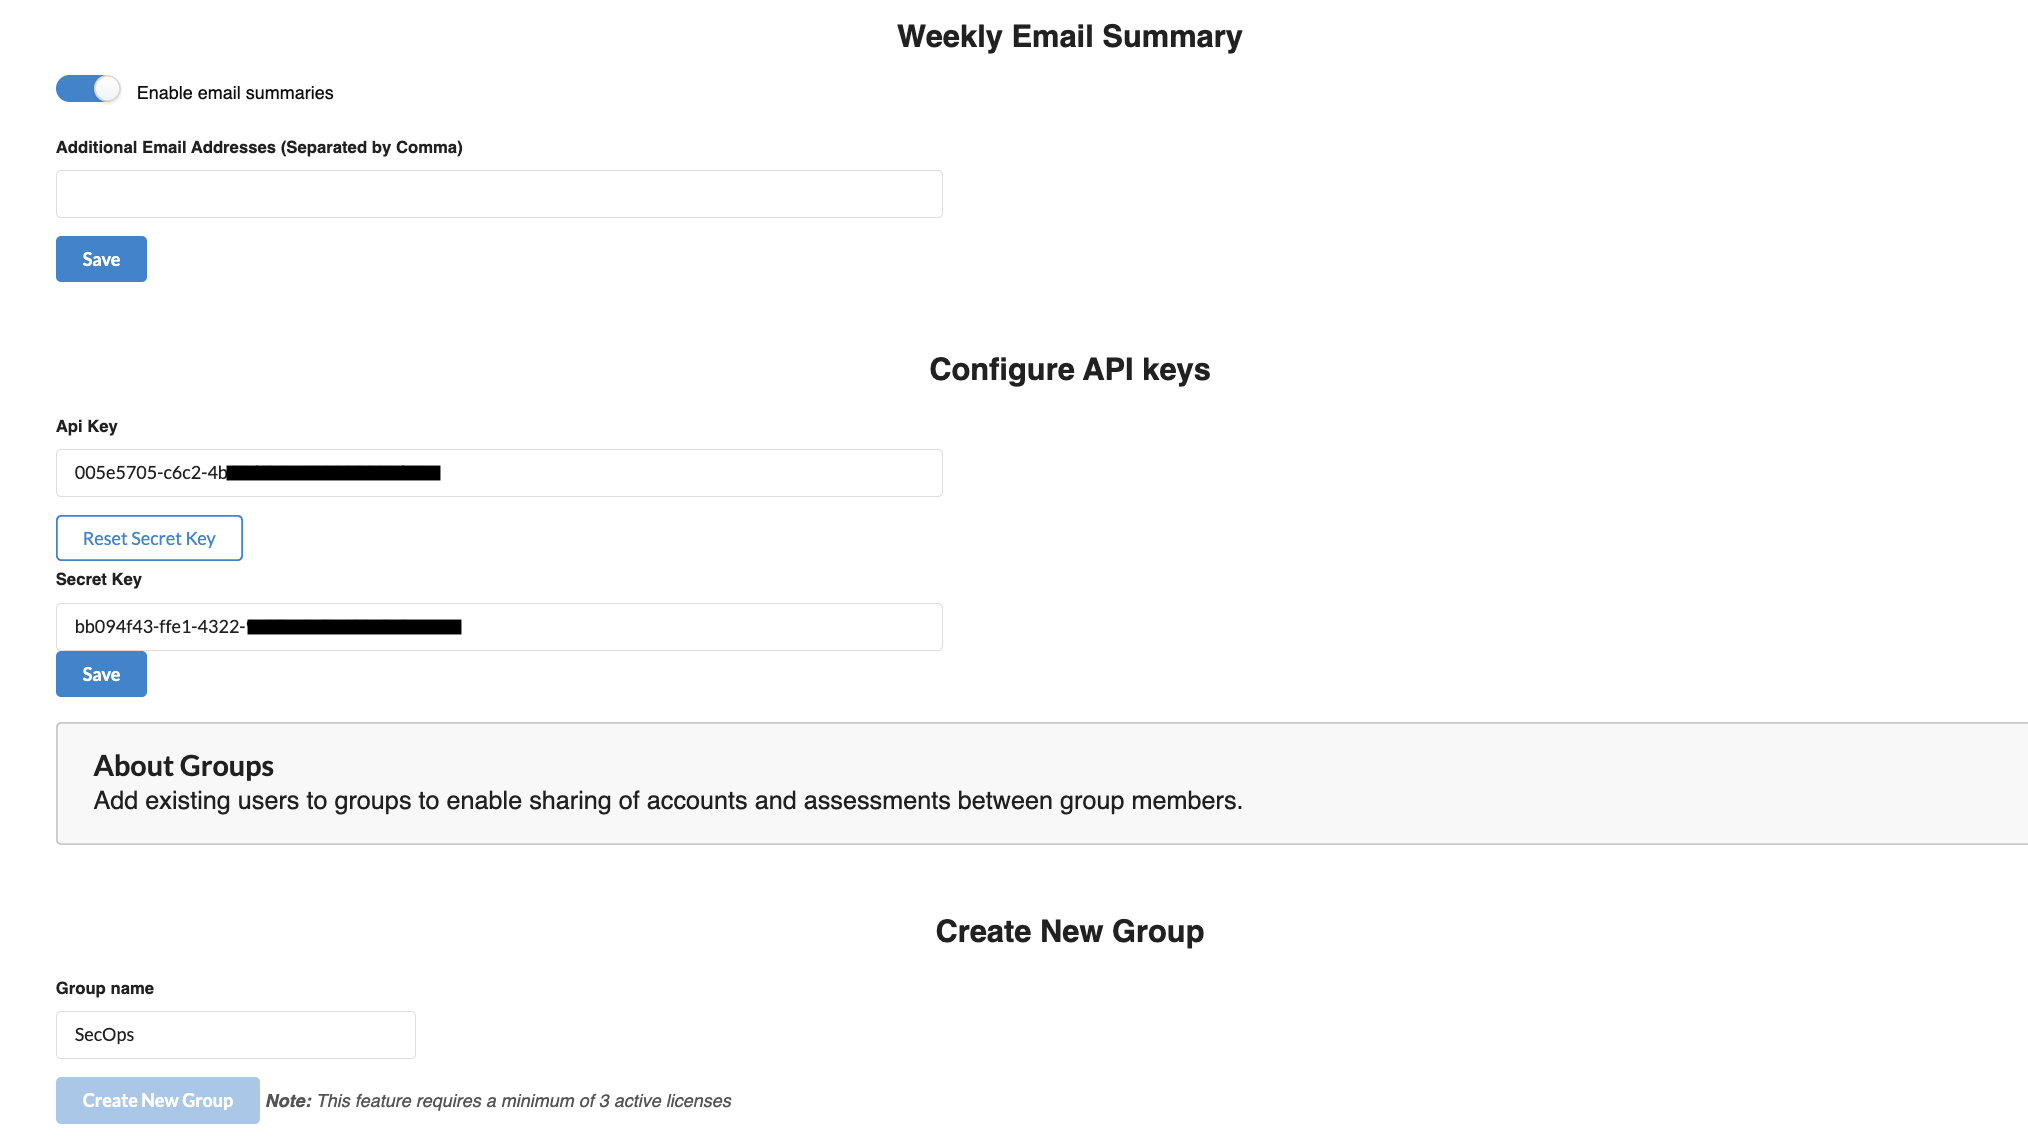 Weekly Email Summary
Enable email summaries
Additional Email Addresses (Separated by Comma)
Save
Configure API keys
Api Key
005e5705-c6c2-4b
Reset Secret Key
Secret Key
bb094f43-ffe1-4322-
Save
About Groups
Add existing users to groups to enable sharing of accounts and assessments between group members.
Create New Group
Group name
SecOps
Create New Group Note: This feature requires a minimum of 3 active licenses